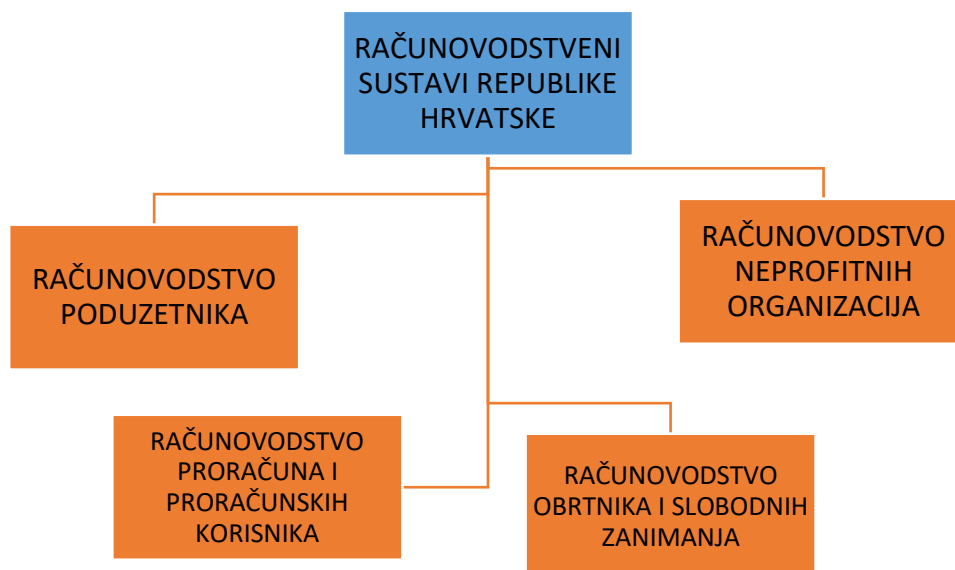 RAČUNOVODSTVENI
SUSTAVI REPUBLIKE
HRVATSKE
RAČUNOVODSTVO
PODUZETNIKA
RAČUNOVODSTVO
NEPROFITNIH
ORGANIZACIJA
RAČUNOVODSTVO
PRORAČUNA I
PRORAČUNSKIH
KORISNIKA
RAČUNOVODSTVO
OBRTNIKA I SLOBODNIH
ZANIMANJA